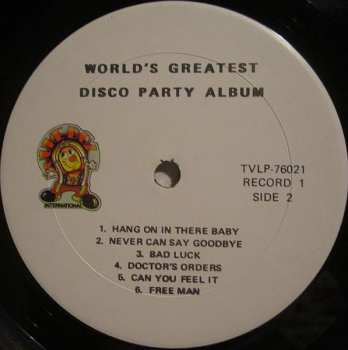 WORLD'S GREATEST
DISCO PARTY ALBUM
INTERNATIONAL
TVLP-76021
RECORD 1
SIDE 2
1. HANG ON IN THERE BABY
2. NEVER CAN SAY GOODBYE
3. BAD LUCK
4. DOCTOR'S ORDERS
5. CAN YOU FEEL IT
6. FREE MAN